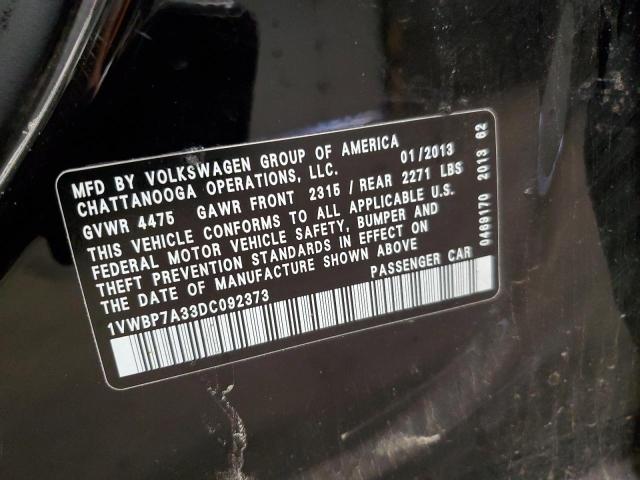 MFD BY VOLKSWAGEN GROUP OF AMERICA
CHATTANOOGA OPERATIONS, LLC. 01/2013
GVWR 4475 GAWR FRONT 2315 / REAR 2271 LBS
THIS VEHICLE CONFORMS TO ALL APPLICABLE U.S.
FEDERAL MOTOR VEHICLE SAFETY, BUMPER AND
THEFT PREVENTION STANDARDS IN EFFECT ON
THE DATE OF MANUFACTURE SHOWN ABOVE
1VWBP7A33DC092373 PASSENGER CAR
0469170 2013 62